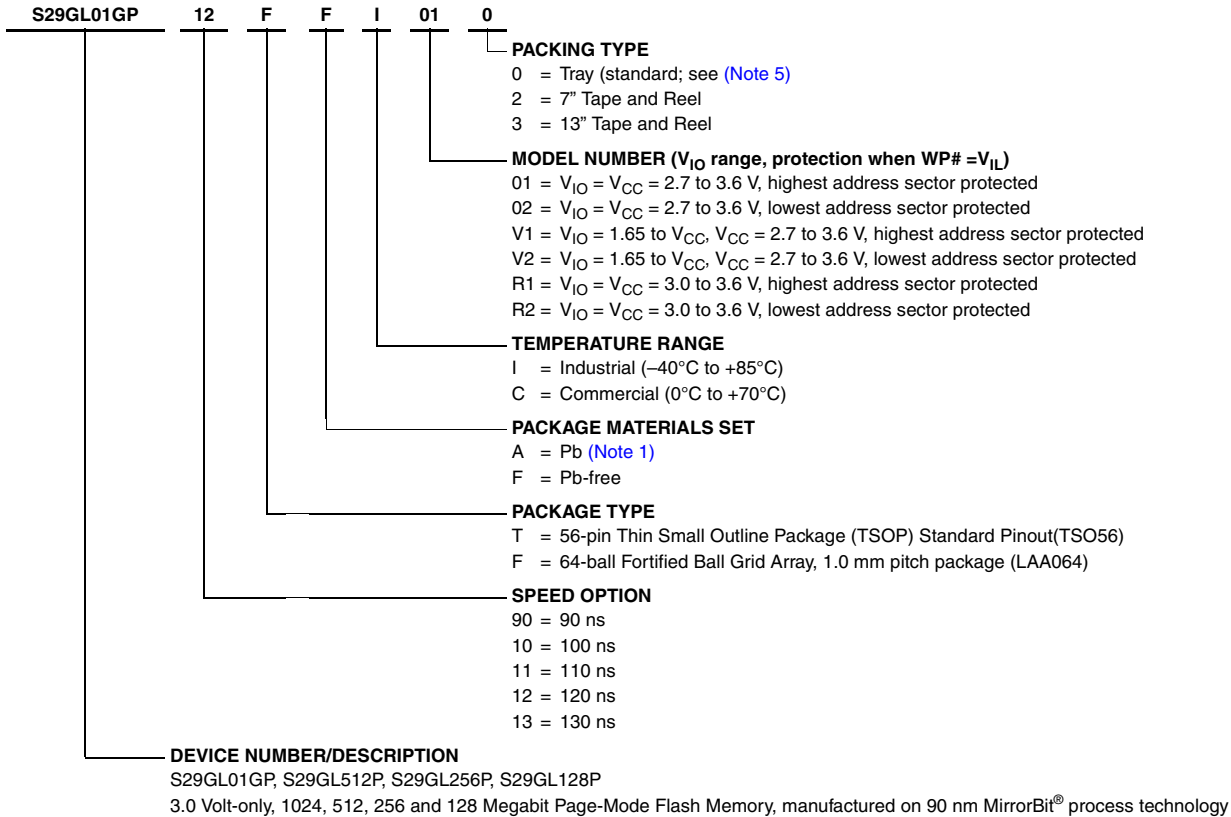 S29GL01GP 12 F F I 01 0
PACKING TYPE
0 = Tray (standard; see (Note 5)
2 = 7” Tape and Reel
3 = 13” Tape and Reel
MODEL NUMBER (VIO range, protection when WP# =VIL)
01 = VIO = VCC = 2.7 to 3.6 V, highest address sector protected
02 = VIO = VCC = 2.7 to 3.6 V, lowest address sector protected
V1 = VIO = 1.65 to VCC, VCC = 2.7 to 3.6 V, highest address sector protected
V2 = VIO = 1.65 to VCC, VCC = 2.7 to 3.6 V, lowest address sector protected
R1 = VIO = VCC = 3.0 to 3.6 V, highest address sector protected
R2 = VIO = VCC = 3.0 to 3.6 V, lowest address sector protected
TEMPERATURE RANGE
I = Industrial (–40°C to +85°C)
C = Commercial (0°C to +70°C)
PACKAGE MATERIALS SET
A = Pb (Note 1)
F = Pb-free
PACKAGE TYPE
T = 56-pin Thin Small Outline Package (TSOP) Standard Pinout(TSO56)
F = 64-ball Fortified Ball Grid Array, 1.0 mm pitch package (LAA064)
SPEED OPTION
90 = 90 ns
10 = 100 ns
11 = 110 ns
12 = 120 ns
13 = 130 ns
DEVICE NUMBER/DESCRIPTION
S29GL01GP, S29GL512P, S29GL256P, S29GL128P
3.0 Volt-only, 1024, 512, 256 and 128 Megabit Page-Mode Flash Memory, manufactured on 90 nm MirrorBit® process technology